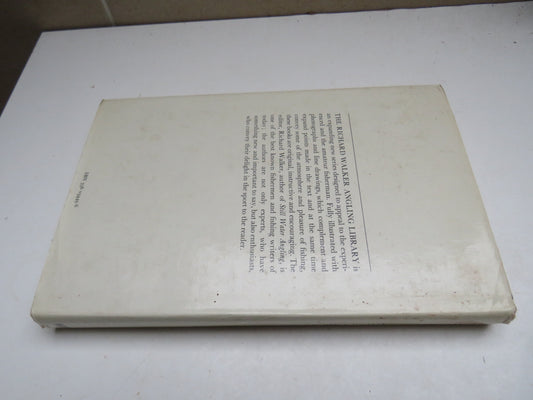 THE RICHARD WALKER ANGLING LIBRARY is
an expanding new series designed to appeal to the experi-
enced and the amateur fisherman. Fully illustrated with
photographs and line drawings, which complement and
expand points made in the text and at the same time
convey some of the atmosphere and pleasure of fishing,
these books are original, instructive and encouraging. The
editor, Richard Walker, author of Still Water Angling, is
one of the best known fishermen and fishing writers of
today; the authors are not only experts, who have
something new and important to say, but also enthusiasts,
who convey their delight in the sport to the reader.
SBN